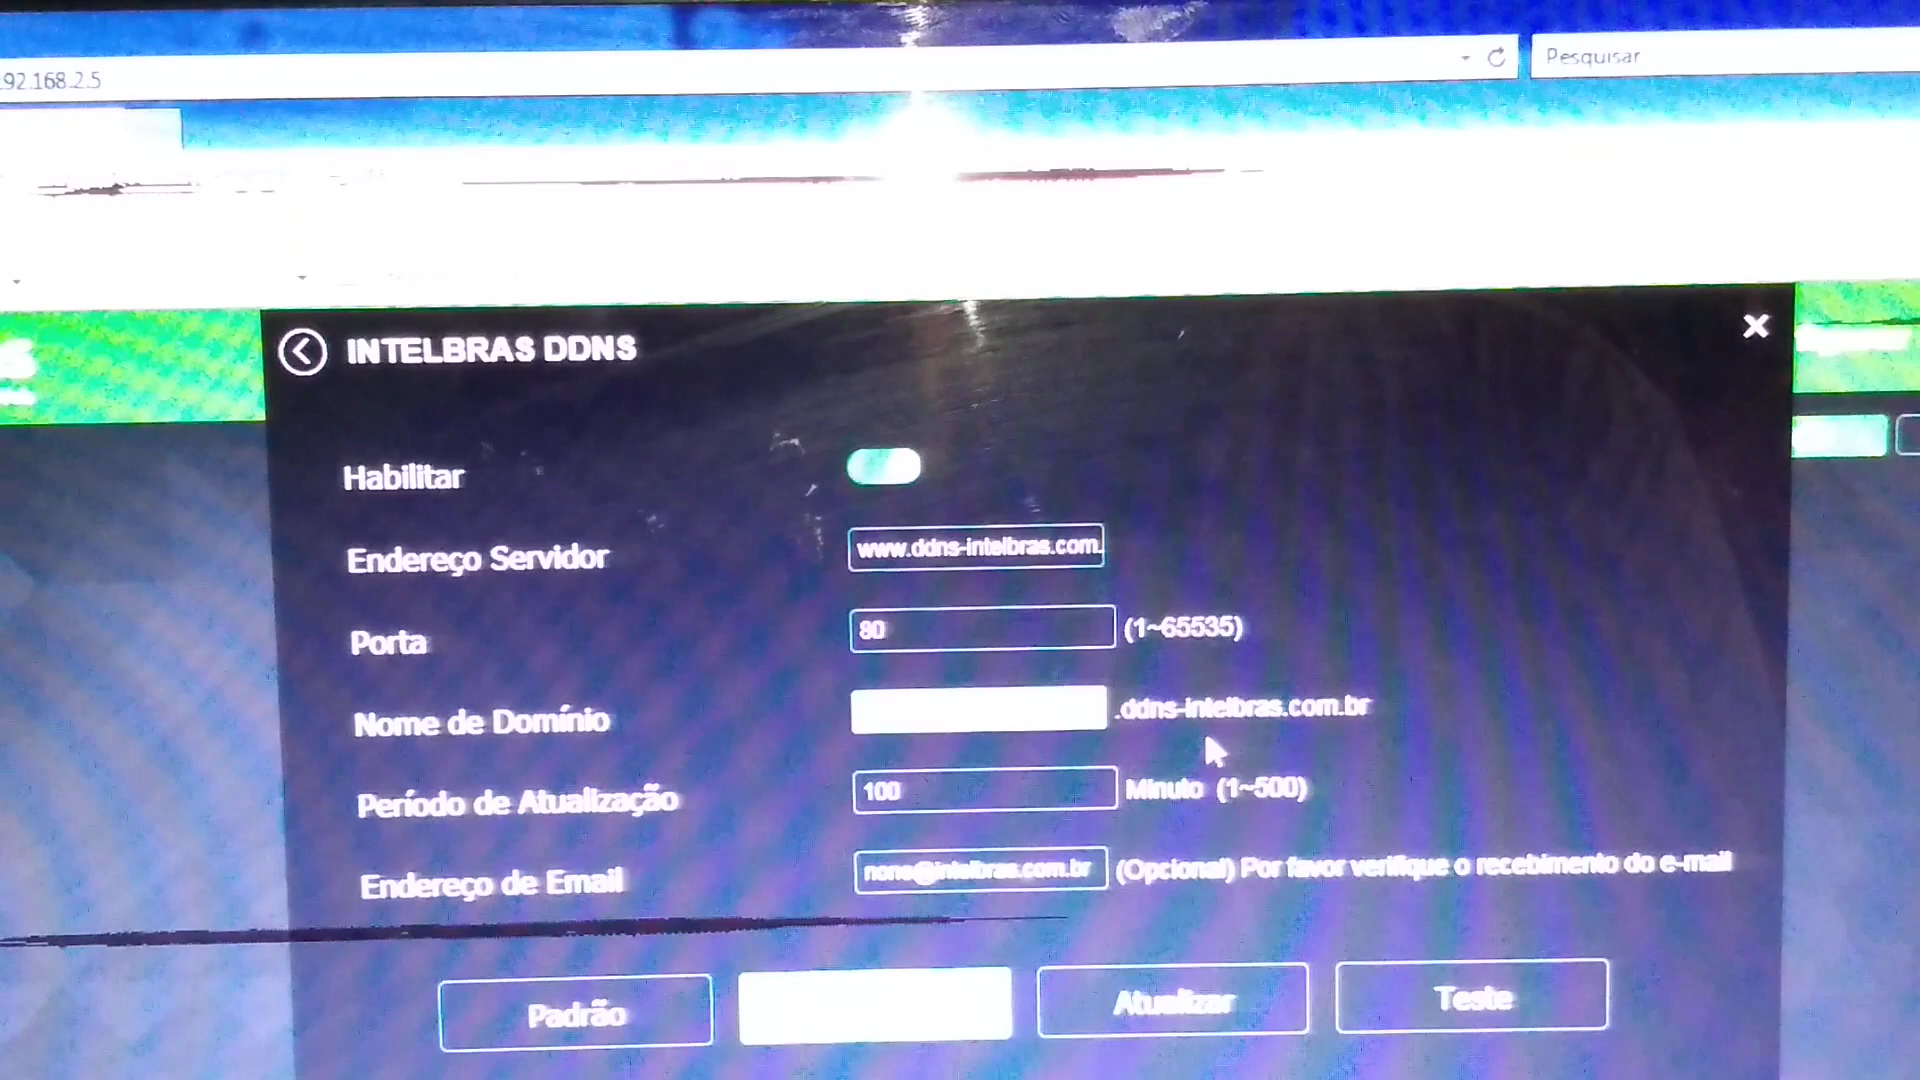 92.168.2.5
Pesquisar
INTELBRAS DDNS
Habilitar
Endereço Servidor www.ddns-intelbras.com.
Porta 80 (1~65535)
Nome de Domínio .ddns-intelbras.com.br
Período de Atualização 100 Minuto (1~500)
Endereço de Email none@intelbras.com.br (Opcional) Por favor verifique o recebimento do e-mail
Padrão Atualizar Teste